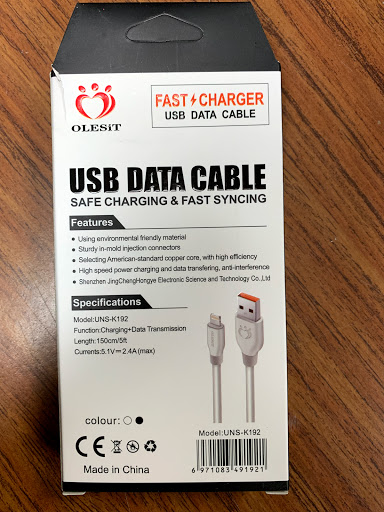 OLESiT
FAST CHARGER
USB DATA CABLE
USB DATA CABLE
SAFE CHARGING & FAST SYNCING
Features
• Using environmental friendly material
• Sturdy in-mold injection connectors
• Selecting American-standard copper core, with high efficiency
• High speed power charging and data transfering, anti-interference
• Shenzhen JingChengHongye Electronic Science and Technology Co.,Ltd
Specifications
Model:UNS-K192
Function:Charging+Data Transmission
Length:150cm/5ft
Currents:5.1V⎓2.4A(max)
colour:
CE
Made in China
Model:UNS-K192
6 971083 491921